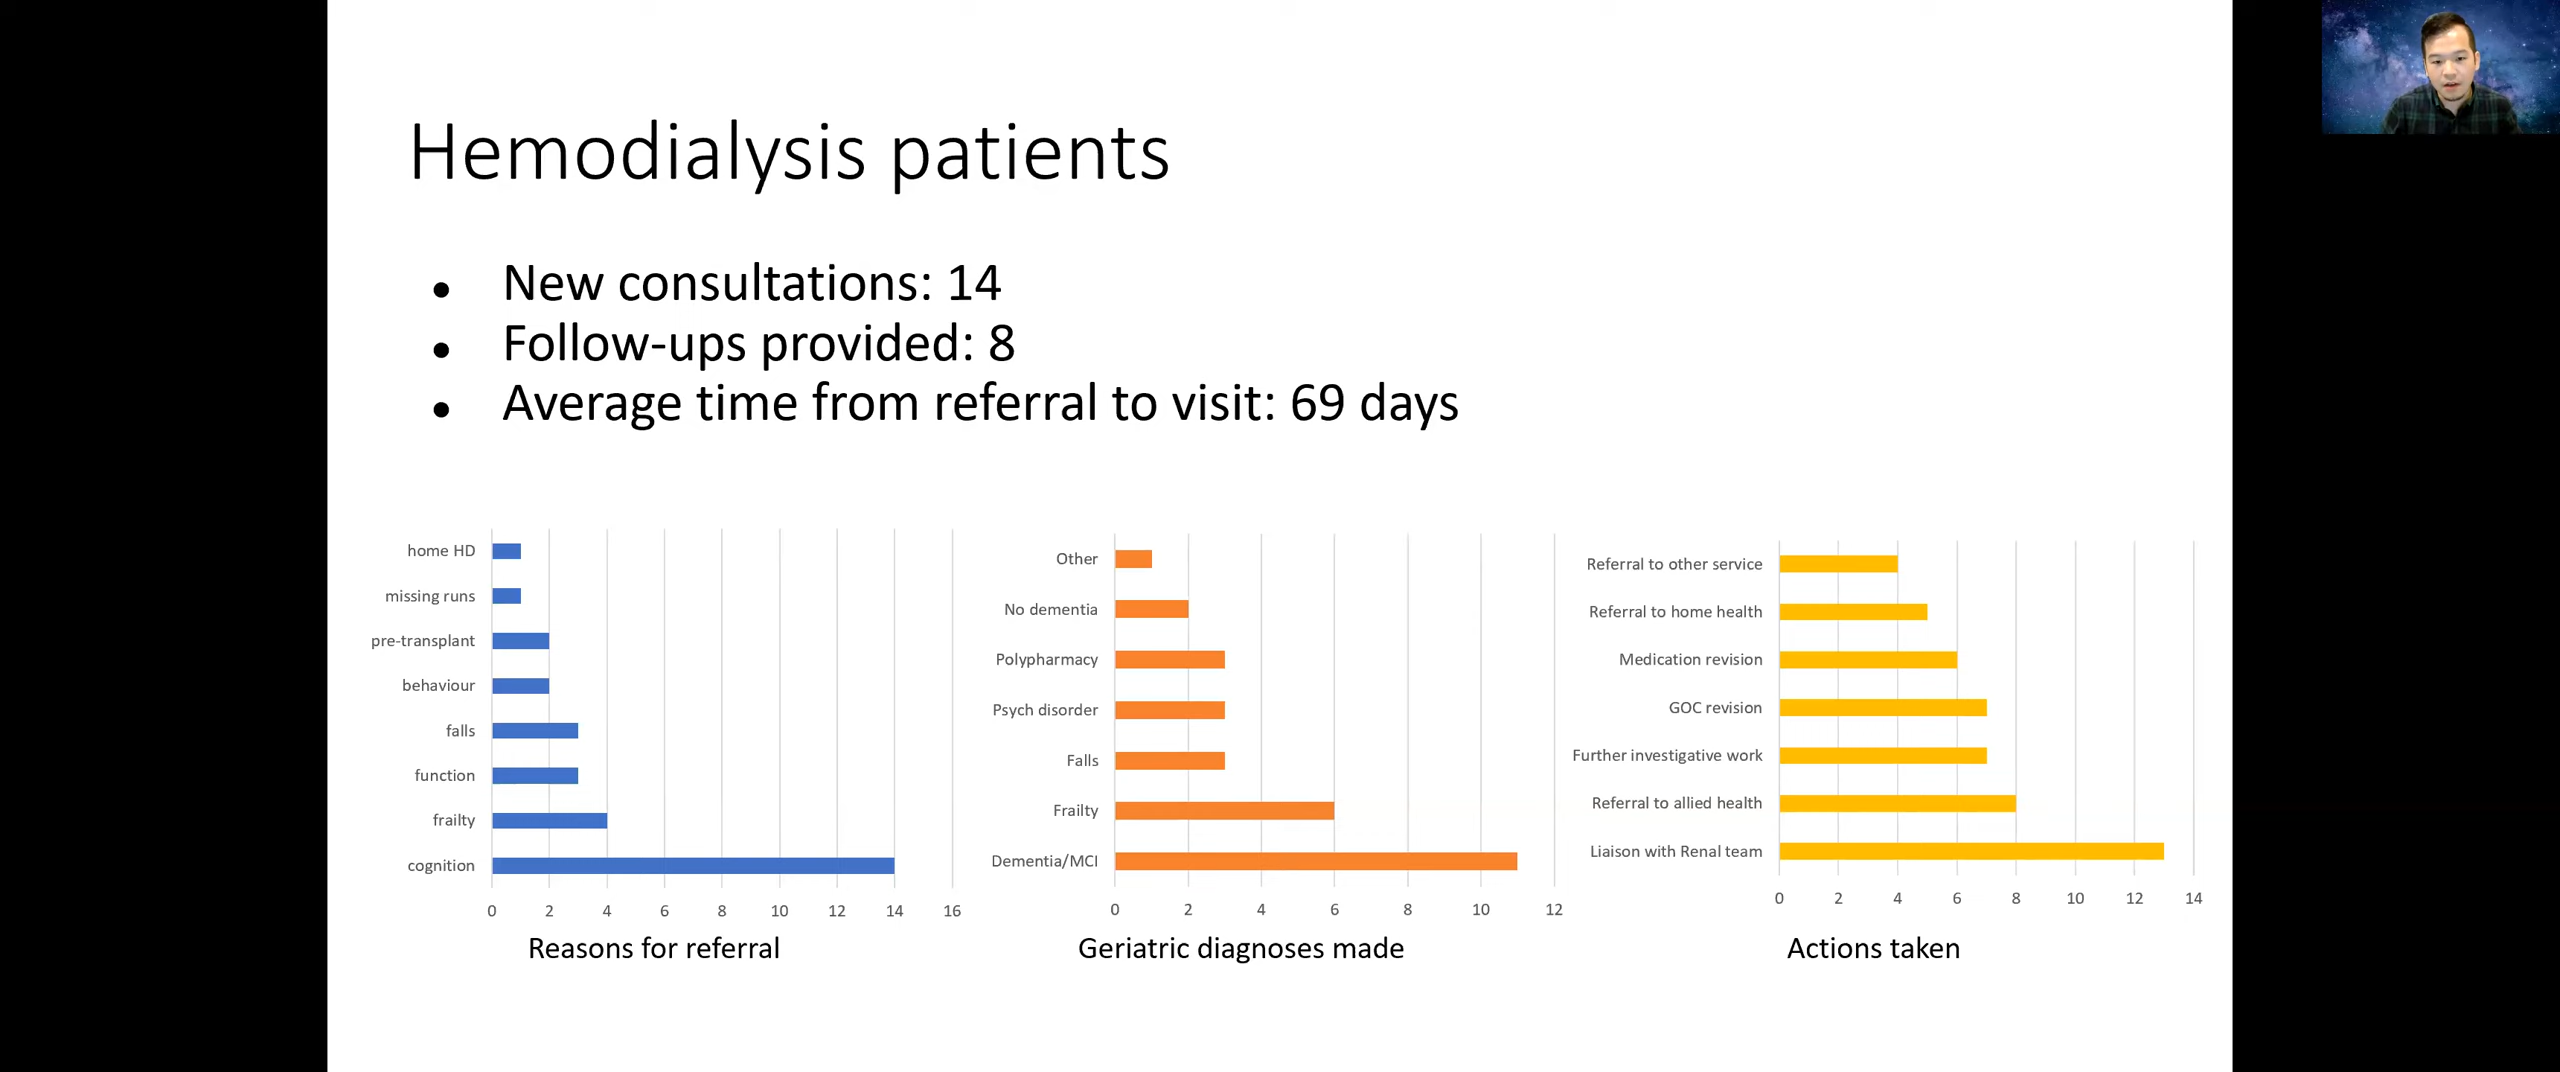 Hemodialysis patients
• New consultations: 14
• Follow-ups provided: 8
• Average time from referral to visit: 69 days
home HD
missing runs
pre-transplant
behaviour
falls
function
frailty
cognition
0 2 4 6 8 10 12 14 16
Reasons for referral
Other
No dementia
Polypharmacy
Psych disorder
Falls
Frailty
Dementia/MCI
0 2 4 6 8 10 12
Geriatric diagnoses made
Referral to other service
Referral to home health
Medication revision
GOC revision
Further investigative work
Referral to allied health
Liaison with Renal team
0 2 4 6 8 10 12 14
Actions taken